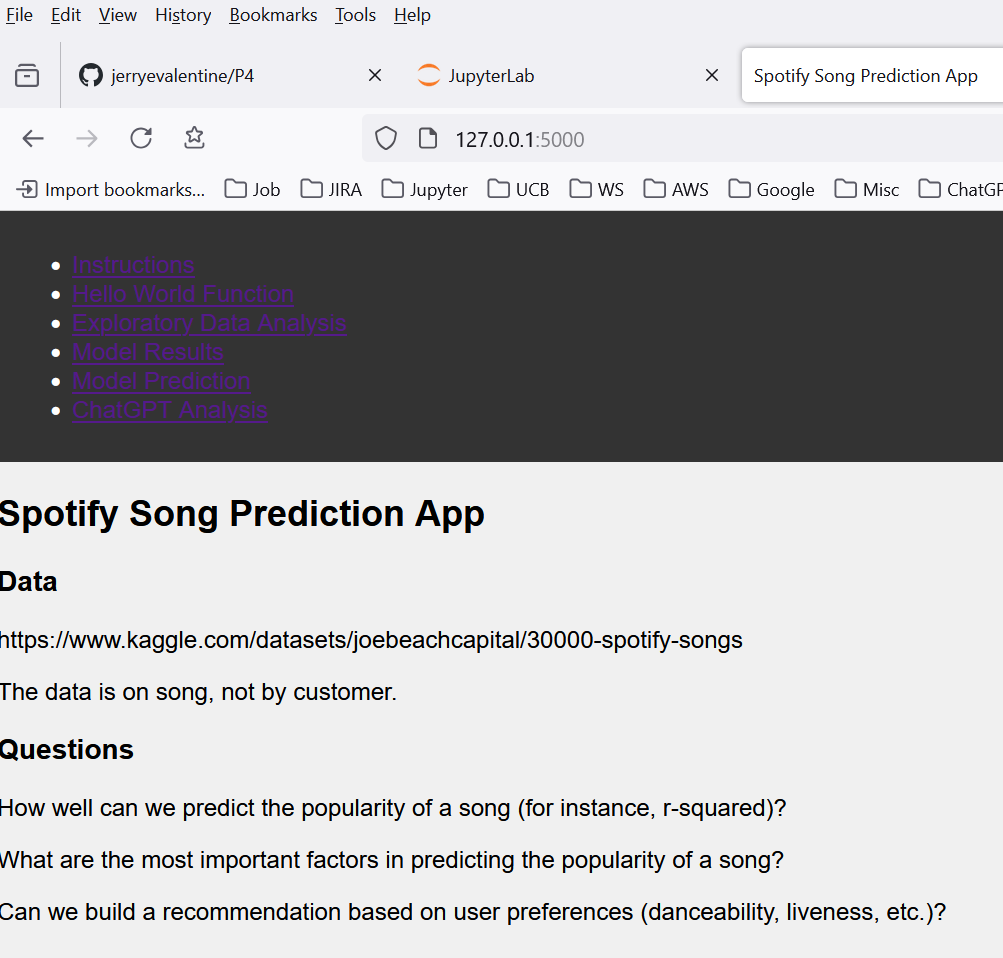 File Edit View History Bookmarks Tools Help
jerryevalentine/P4 JupyterLab Spotify Song Prediction App
127.0.0.1:5000
Import bookmarks... Job JIRA Jupyter UCB WS AWS Google Misc ChatGP
Instructions
Hello World Function
Exploratory Data Analysis
Model Results
Model Prediction
ChatGPT Analysis
Spotify Song Prediction App
Data
https://www.kaggle.com/datasets/joebeachcapital/30000-spotify-songs
The data is on song, not by customer.
Questions
How well can we predict the popularity of a song (for instance, r-squared)?
What are the most important factors in predicting the popularity of a song?
Can we build a recommendation based on user preferences (danceability, liveness, etc.)?